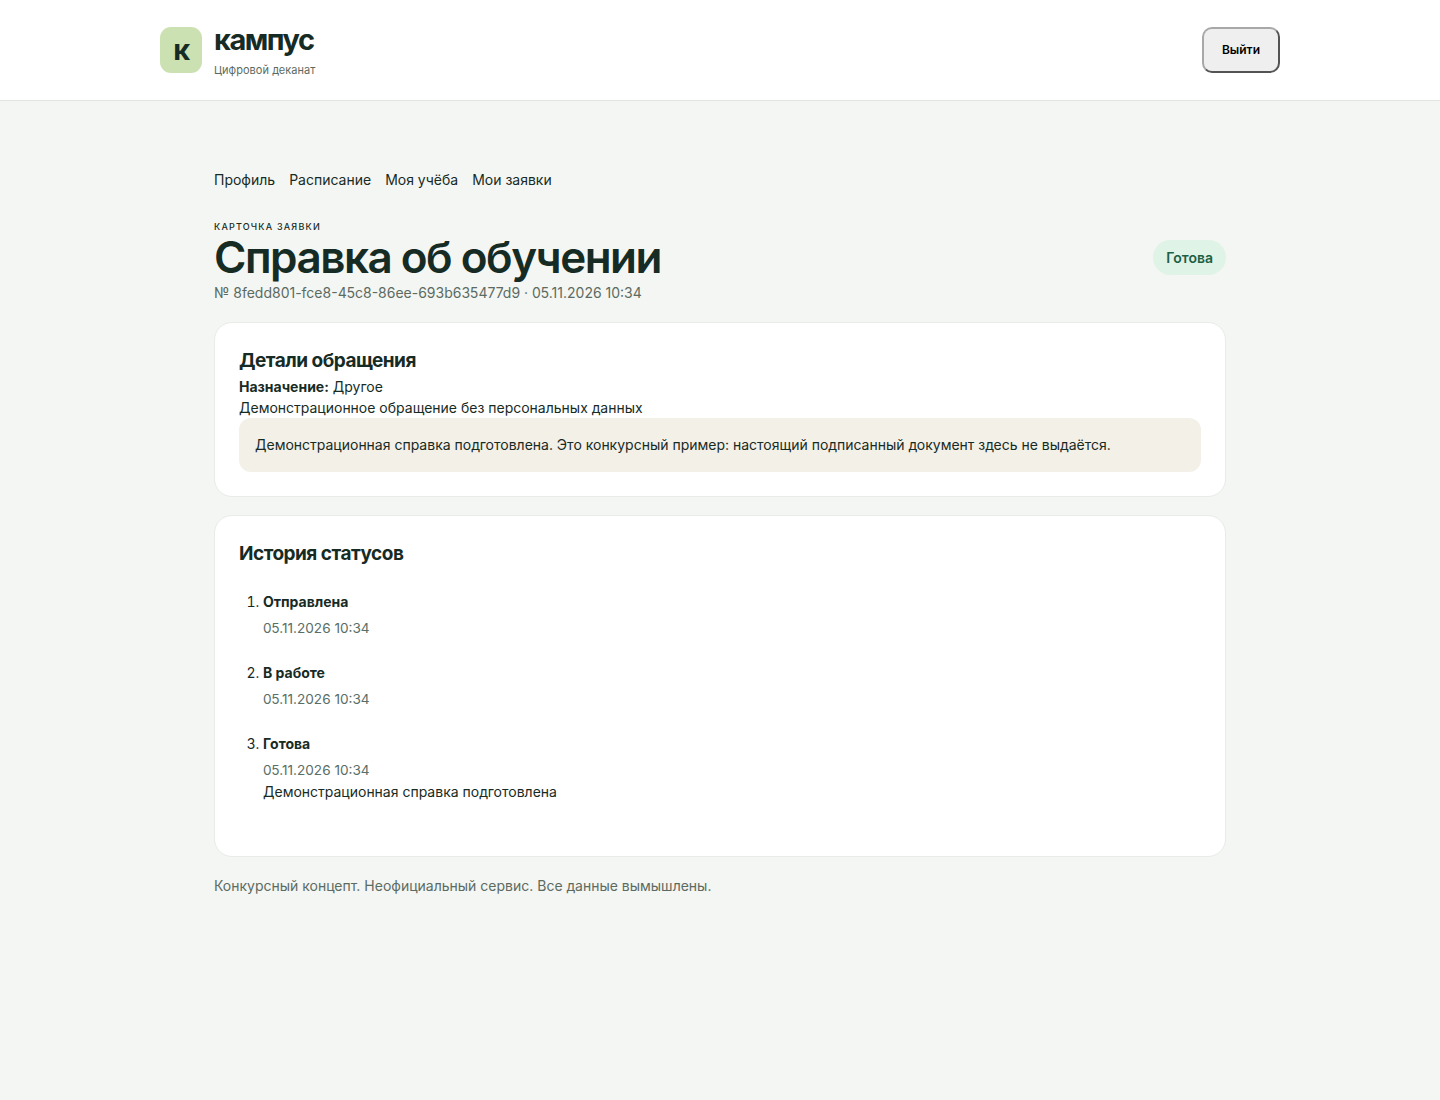 к
кампус
Цифровой деканат
Выйти
Профиль Расписание Моя учёба Мои заявки
КАРТОЧКА ЗАЯВКИ
Справка об обучении
Готова
№ 8fedd801-fce8-45c8-86ee-693b635477d9 · 05.11.2026 10:34
Детали обращения
Назначение: Другое
Демонстрационное обращение без персональных данных
Демонстрационная справка подготовлена. Это конкурсный пример: настоящий подписанный документ здесь не выдаётся.
История статусов
1. Отправлена
05.11.2026 10:34
2. В работе
05.11.2026 10:34
3. Готова
05.11.2026 10:34
Демонстрационная справка подготовлена
Конкурсный концепт. Неофициальный сервис. Все данные вымышлены.